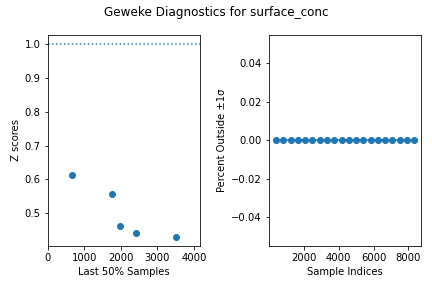 Geweke Diagnostics for surface_conc
Z scores
1.0
0.9
0.8
0.7
0.6
0.5
0 1000 2000 3000 4000
Last 50% Samples
Percent Outside ±1σ
0.04
0.02
0.00
−0.02
−0.04
2000 4000 6000 8000
Sample Indices